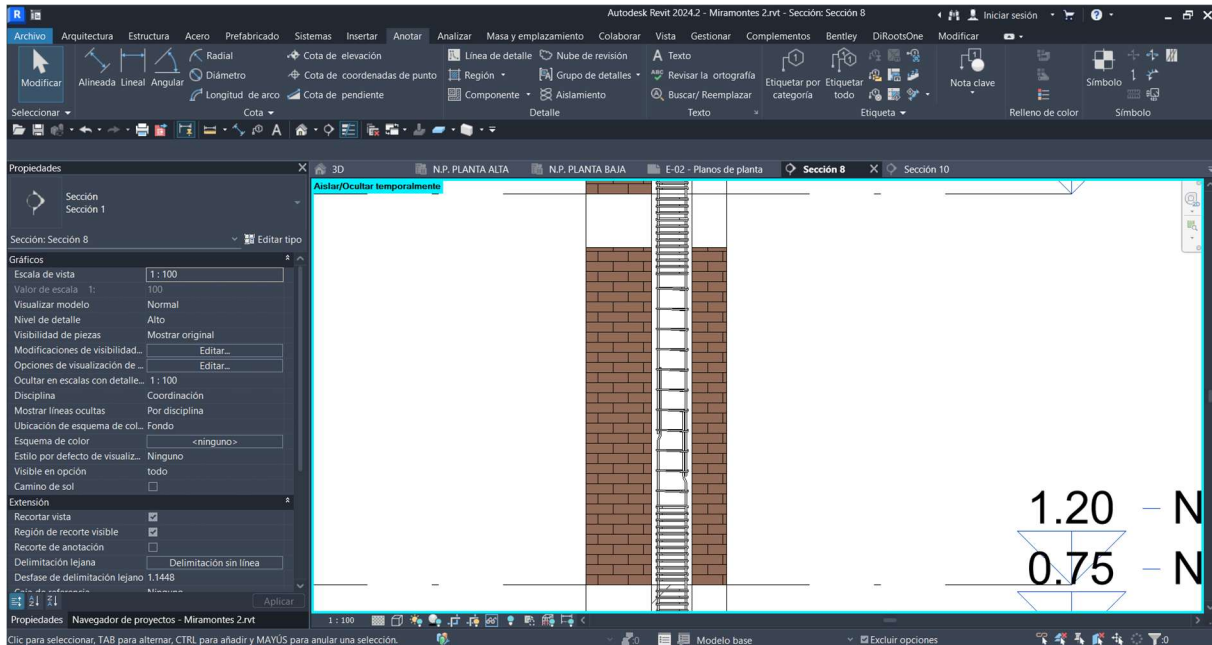 R
Autodesk Revit 2024.2 - Miramontes 2.rvt - Sección: Sección 8
Iniciar sesión
Archivo Arquitectura Estructura Acero Prefabricado Sistemas Insertar Anotar Analizar Masa y emplazamiento Colaborar Vista Gestionar Complementos Bentley DiRootsOne Modificar
Modificar
Alineada Lineal Angular
Radial
Diámetro
Longitud de arco
Cota de elevación
Cota de coordenadas de punto
Cota de pendiente
Línea de detalle
Región
Componente
Nube de revisión
Grupo de detalles
Aislamiento
A Texto
ABC Revisar la ortografía
Buscar/ Reemplazar
Etiquetar por categoría
Etiquetar todo
Nota clave
Símbolo
Seleccionar Cota Detalle Texto Etiqueta Relleno de color Símbolo
Propiedades
3D N.P. PLANTA ALTA N.P. PLANTA BAJA E-02 - Planos de planta Sección 8 Sección 10
Aislar/Ocultar temporalmente
Sección
Sección 1
Sección: Sección 8 Editar tipo
Gráficos
Escala de vista 1 : 100
Valor de escala 1: 100
Visualizar modelo Normal
Nivel de detalle Alto
Visibilidad de piezas Mostrar original
Modificaciones de visibilidad... Editar...
Opciones de visualización de ... Editar...
Ocultar en escalas con detalle... 1 : 100
Disciplina Coordinación
Mostrar líneas ocultas Por disciplina
Ubicación de esquema de col... Fondo
Esquema de color <ninguno>
Estilo por defecto de visualiz... Ninguno
Visible en opción todo
Camino de sol
Extensión
Recortar vista
Región de recorte visible
Recorte de anotación
Delimitación lejana Delimitación sin línea
Desfase de delimitación lejano 1.1448
Aplicar
1.20 N
0.75 N
Propiedades Navegador de proyectos - Miramontes 2.rvt
1 : 100
Clic para seleccionar, TAB para alternar, CTRL para añadir y MAYÚS para anular una selección.
:0
Modelo base
Excluir opciones
:0